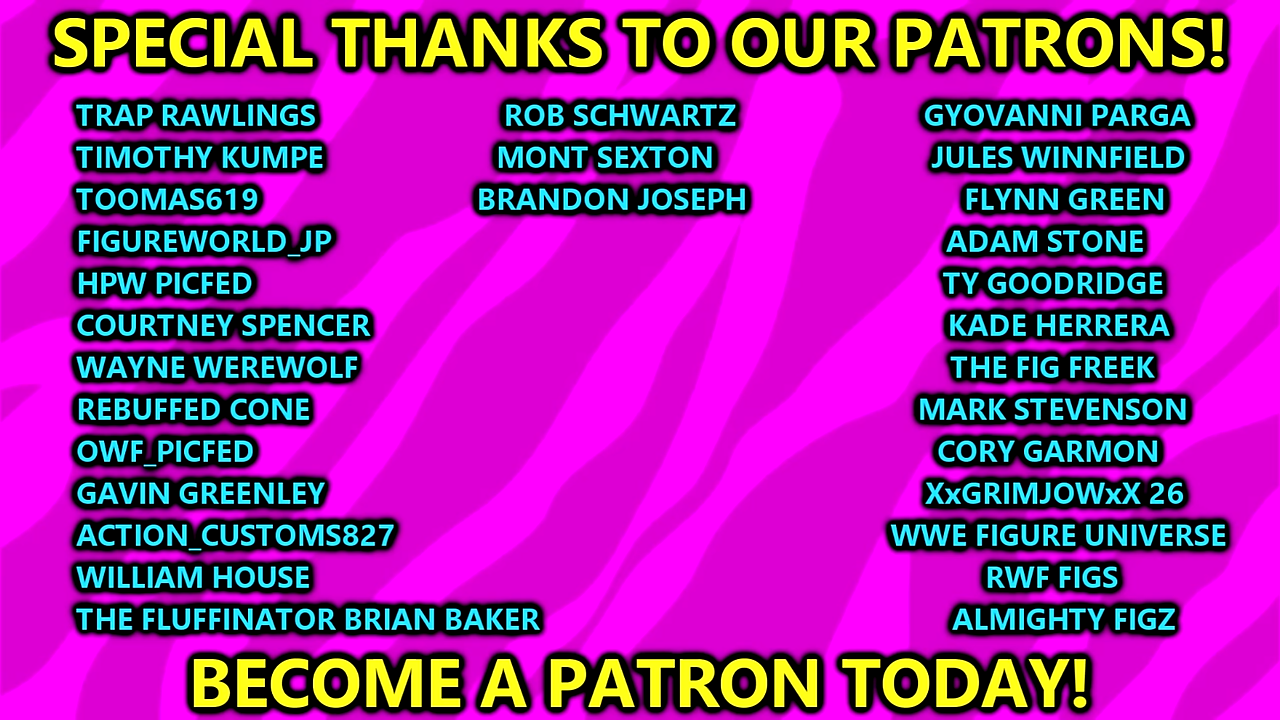 SPECIAL THANKS TO OUR PATRONS!
TRAP RAWLINGS
TIMOTHY KUMPE
TOOMAS619
FIGUREWORLD_JP
HPW PICFED
COURTNEY SPENCER
WAYNE WEREWOLF
REBUFFED CONE
OWF_PICFED
GAVIN GREENLEY
ACTION_CUSTOMS827
WILLIAM HOUSE
THE FLUFFINATOR BRIAN BAKER
ROB SCHWARTZ
MONT SEXTON
BRANDON JOSEPH
GYOVANNI PARGA
JULES WINNFIELD
FLYNN GREEN
ADAM STONE
TY GOODRIDGE
KADE HERRERA
THE FIG FREEK
MARK STEVENSON
CORY GARMON
XxGRIMJOWxX 26
WWE FIGURE UNIVERSE
RWF FIGS
ALMIGHTY FIGZ
BECOME A PATRON TODAY!